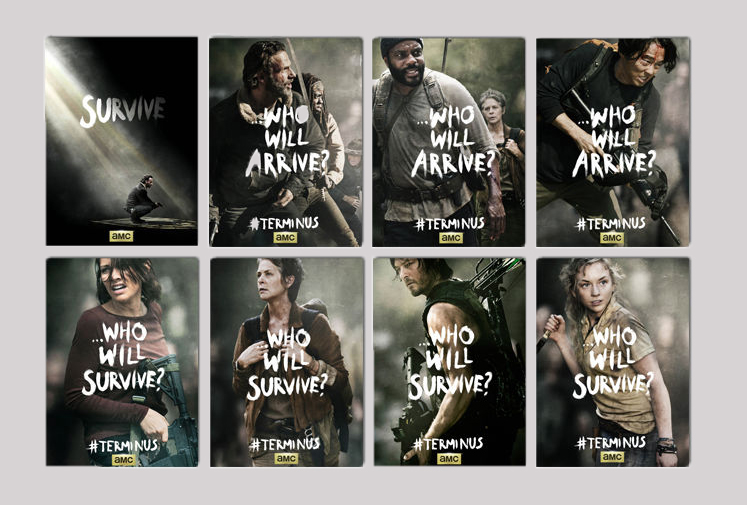 SURVIVE
aMC
...WHO
WILL
ARRIVE?
#TERMINUS
aMC
...WHO
WILL
ARRIVE?
#TERMINUS
aMC
...WHO
WILL
ARRIVE?
#TERMINUS
aMC
...WHO
WILL
SURVIVE?
#TERMINUS
aMC
...WHO
WILL
SURVIVE?
#TERMINUS
aMC
...WHO
WILL
SURVIVE?
#TERMINUS
aMC
...WHO
WILL
SURVIVE?
#TERMINUS
aMC